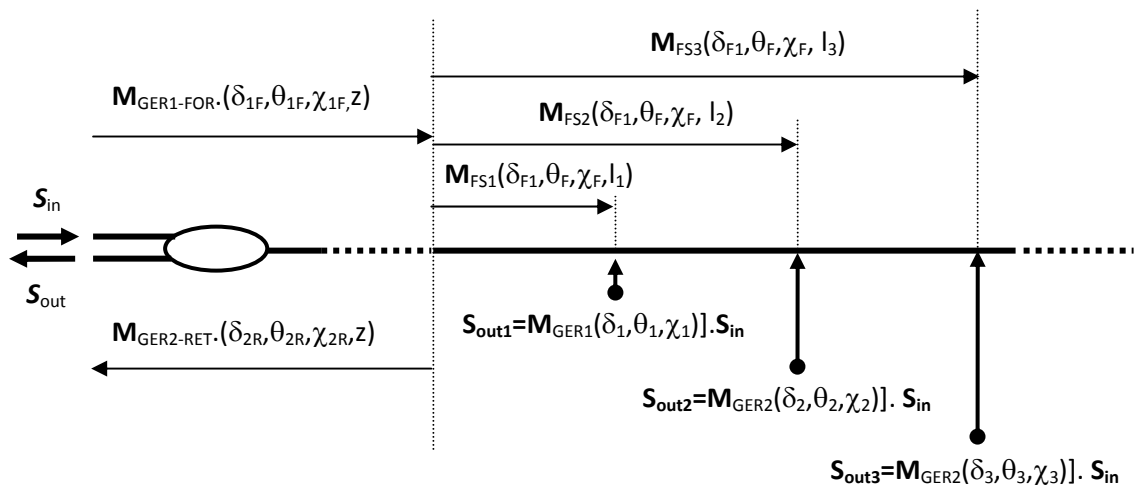 M_FS3(δ_F1,θ_F,χ_F, l_3)
M_GER1-FOR.(δ_1F,θ_1F,χ_1F,z)
M_FS2(δ_F1,θ_F,χ_F, l_2)
M_FS1(δ_F1,θ_F,χ_F,l_1)
S_in
S_out
M_GER2-RET.(δ_2R,θ_2R,χ_2R,z)
S_out1=M_GER1(δ_1,θ_1,χ_1)].S_in
S_out2=M_GER2(δ_2,θ_2,χ_2)]. S_in
S_out3=M_GER2(δ_3,θ_3,χ_3)]. S_in